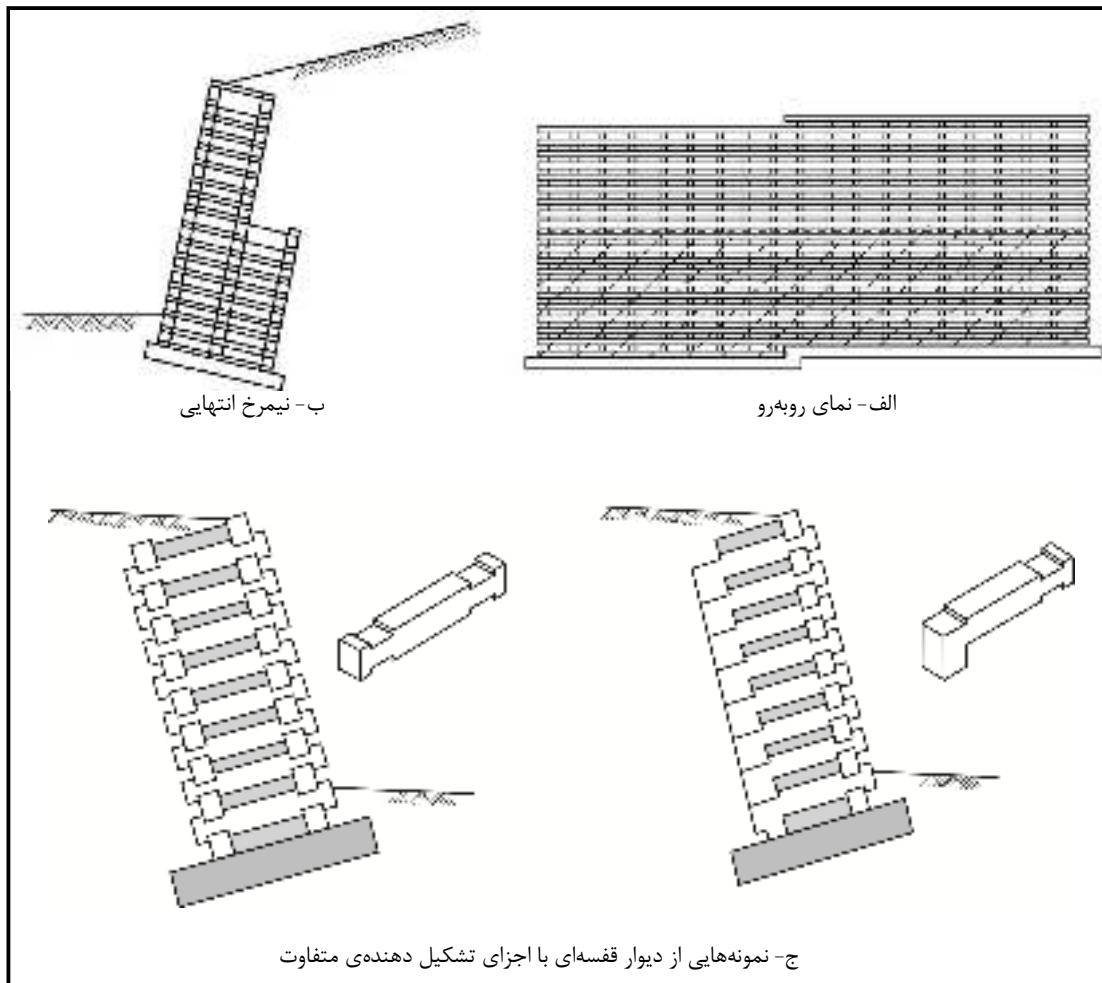 الف- نمای روبه‌رو
ب- نیمرخ انتهایی
ج- نمونه‌هایی از دیوار قفسه‌ای با اجزای تشکیل دهنده‌ی متفاوت